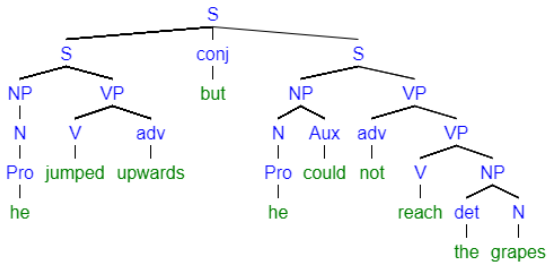 S
S conj S
NP VP but NP VP
N V adv N Aux adv VP
Pro jumped upwards Pro could not V NP
he he reach det N
the grapes